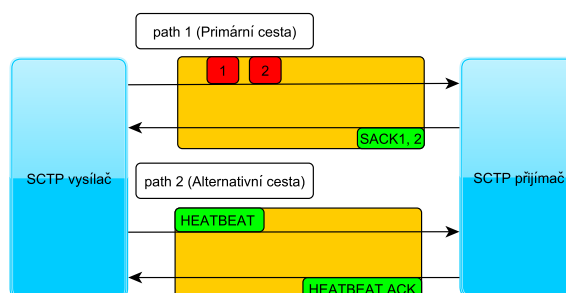 path 1 (Primární cesta)
1 2
SACK1, 2
SCTP vysílač
SCTP přijímač
path 2 (Alternativní cesta)
HEATBEAT
HEATBEAT ACK